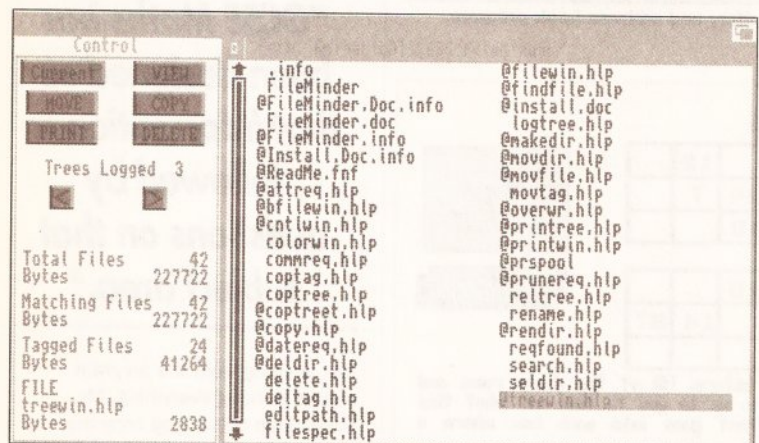 Control
Current VIEW
MOVE COPY
PRINT DELETE
Trees Logged 3
< >
Total Files 42
Bytes 227722
Matching Files 42
Bytes 227722
Tagged Files 24
Bytes 41264
FILE
treewin.hlp
Bytes 2838
.info
FileMinder
@FileMinder.Doc.info
FileMinder.doc
@FileMinder.info
@Install.Doc.info
@ReadMe.fnf
@attreq.hlp
@bfilewin.hlp
@cntlwin.hlp
colorwin.hlp
commreq.hlp
coptag.hlp
coptree.hlp
@coptreet.hlp
@copy.hlp
@datereq.hlp
@deldir.hlp
delete.hlp
deltag.hlp
editpath.hlp
filespec.hlp
@filewin.hlp
@findfile.hlp
@install.doc
logtree.hlp
@makedir.hlp
@movdir.hlp
@movfile.hlp
movtag.hlp
@overwr.hlp
@printree.hlp
@printwin.hlp
@prspool
@prunereq.hlp
reltree.hlp
rename.hlp
@rendir.hlp
reqfound.hlp
search.hlp
seldir.hlp
@treewin.hlp